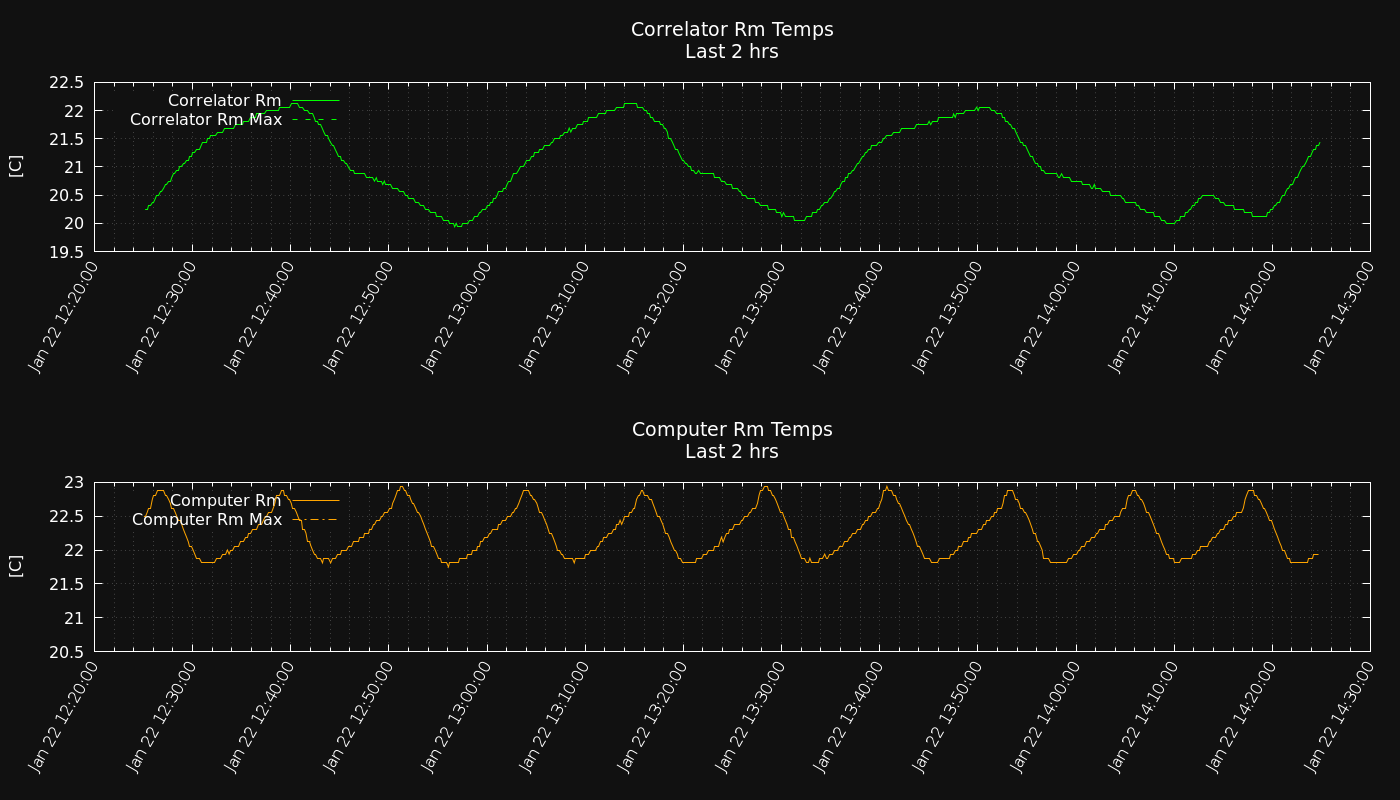 Correlator Rm Temps
Last 2 hrs
22.5
22
21.5
21
20.5
20
19.5
[C]
Correlator Rm
Correlator Rm Max
Jan 22 12:20:00
Jan 22 12:30:00
Jan 22 12:40:00
Jan 22 12:50:00
Jan 22 13:00:00
Jan 22 13:10:00
Jan 22 13:20:00
Jan 22 13:30:00
Jan 22 13:40:00
Jan 22 13:50:00
Jan 22 14:00:00
Jan 22 14:10:00
Jan 22 14:20:00
Jan 22 14:30:00
Computer Rm Temps
Last 2 hrs
23
22.5
22
21.5
21
20.5
[C]
Computer Rm
Computer Rm Max
Jan 22 12:20:00
Jan 22 12:30:00
Jan 22 12:40:00
Jan 22 12:50:00
Jan 22 13:00:00
Jan 22 13:10:00
Jan 22 13:20:00
Jan 22 13:30:00
Jan 22 13:40:00
Jan 22 13:50:00
Jan 22 14:00:00
Jan 22 14:10:00
Jan 22 14:20:00
Jan 22 14:30:00